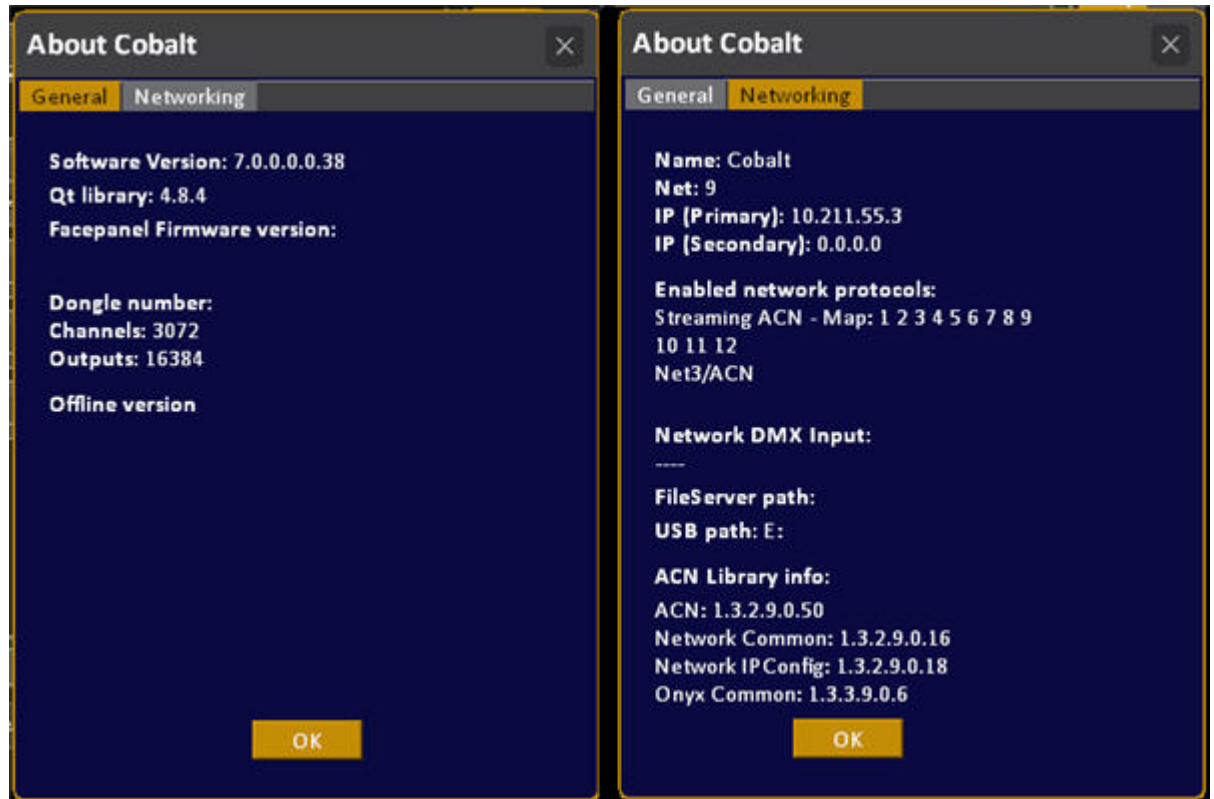 About Cobalt
General Networking
Software Version: 7.0.0.0.0.38
Qt library: 4.8.4
Facepanel Firmware version:
Dongle number:
Channels: 3072
Outputs: 16384
Offline version
OK
About Cobalt
General Networking
Name: Cobalt
Net: 9
IP (Primary): 10.211.55.3
IP (Secondary): 0.0.0.0
Enabled network protocols:
Streaming ACN - Map: 1 2 3 4 5 6 7 8 9
10 11 12
Net3/ACN
Network DMX Input:
----
FileServer path:
USB path: E:
ACN Library info:
ACN: 1.3.2.9.0.50
Network Common: 1.3.2.9.0.16
Network IPConfig: 1.3.2.9.0.18
Onyx Common: 1.3.3.9.0.6
OK